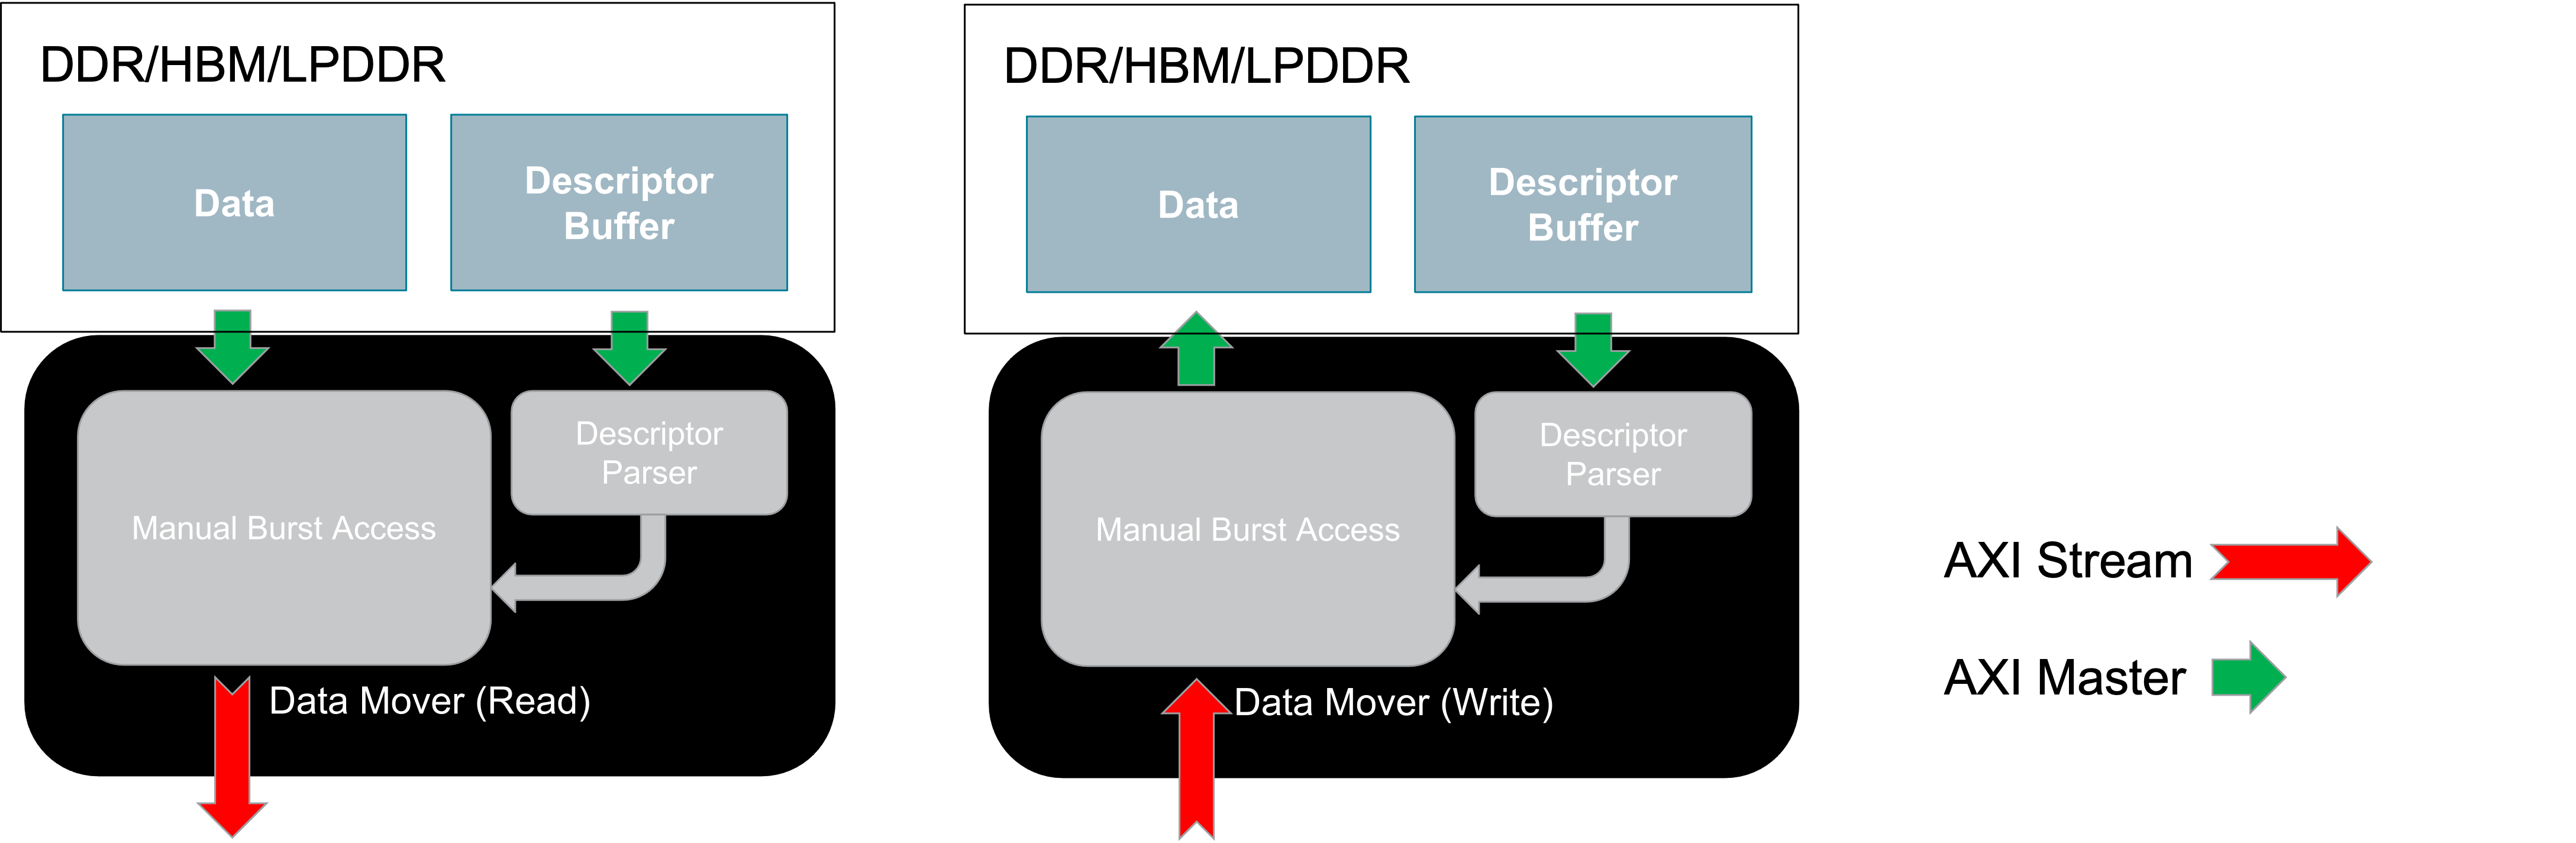 DDR/HBM/LPDDR
Data
Descriptor
Buffer
Manual Burst Access
Descriptor
Parser
Data Mover (Read)
DDR/HBM/LPDDR
Data
Descriptor
Buffer
Manual Burst Access
Descriptor
Parser
Data Mover (Write)
AXI Stream
AXI Master